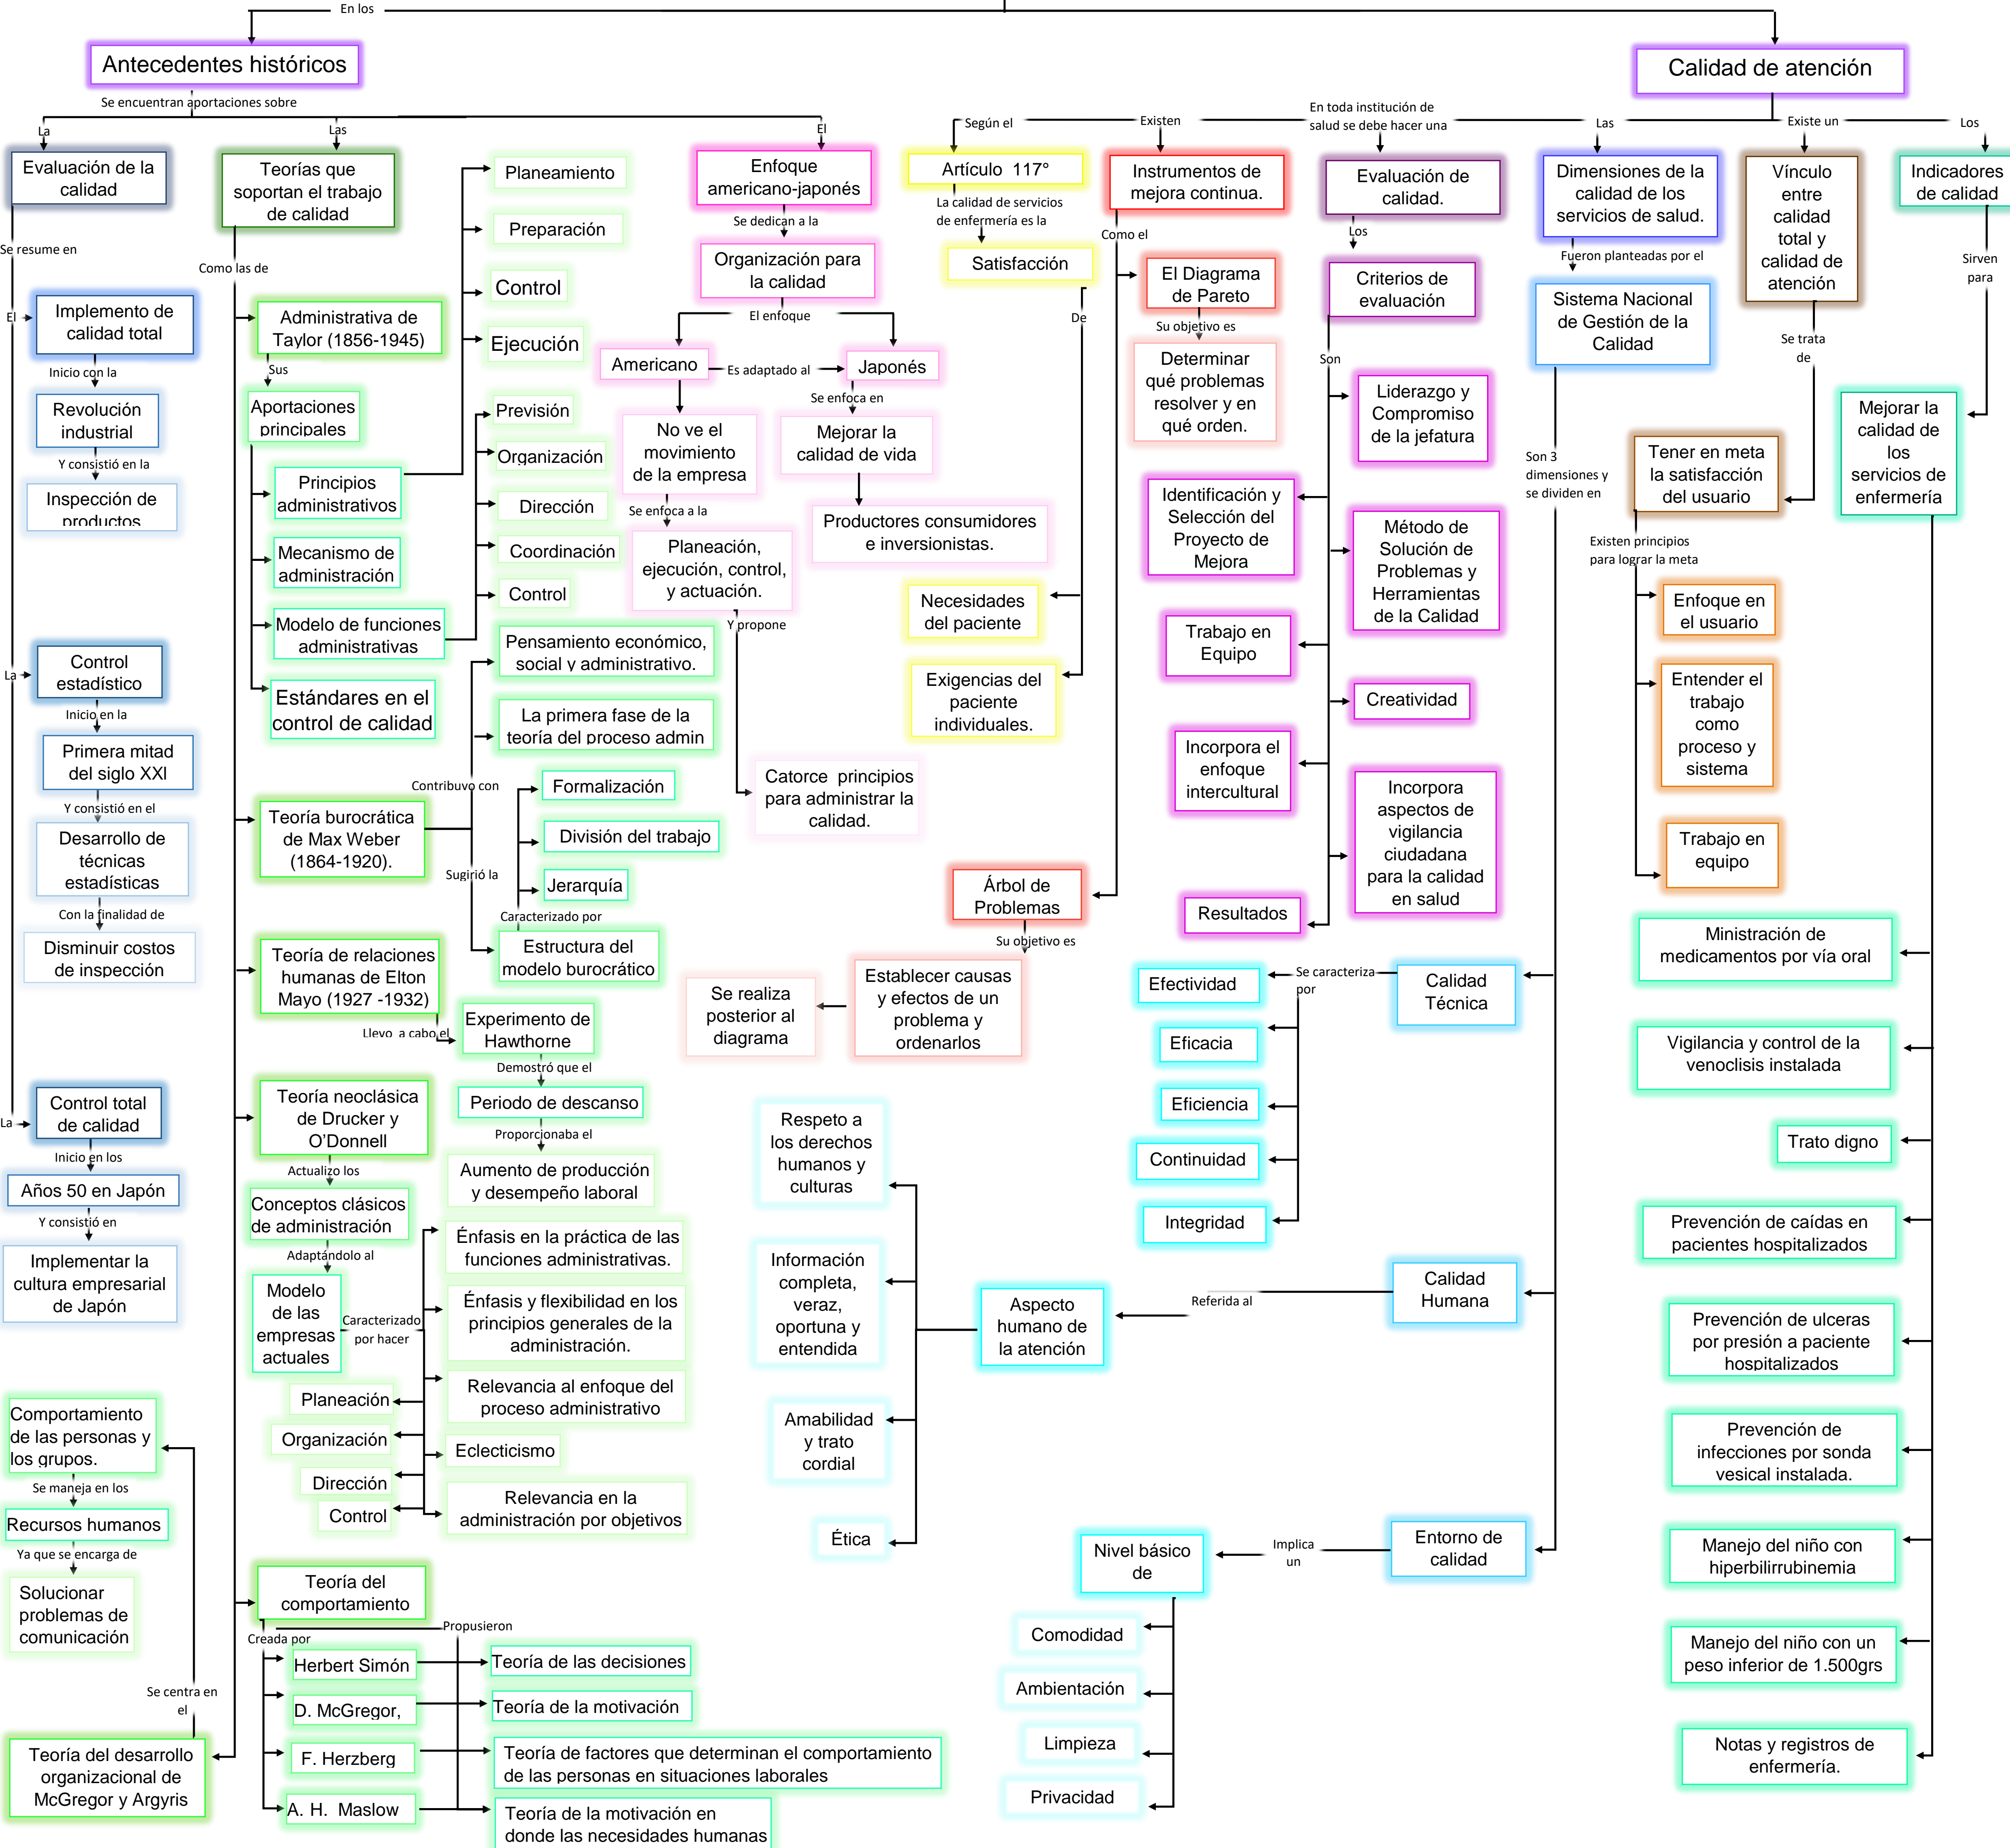 En los
Antecedentes históricos
Se encuentran aportaciones sobre
La
Evaluación de la
calidad
Se resume en
El
Implemento de
calidad total
Inicio con la
Revolución
industrial
Y consistió en la
Inspección de
productos
La
Control
estadístico
Inicio en la
Primera mitad
del siglo XXI
Y consistió en el
Desarrollo de
técnicas
estadísticas
Con la finalidad de
Disminuir costos
de inspección
La
Control total
de calidad
Inicio en los
Años 50 en Japón
Y consistió en
Implementar la
cultura empresarial
de Japón
Las
Teorías que
soportan el trabajo
de calidad
Como las de
Administrativa de
Taylor (1856-1945)
Sus
Aportaciones
principales
Principios
administrativos
Planeamiento
Preparación
Control
Ejecución
Mecanismo de
administración
Modelo de funciones
administrativas
Previsión
Organización
Dirección
Coordinación
Control
Estándares en el
control de calidad
Teoría burocrática
de Max Weber
(1864-1920).
Contribuyo con
Pensamiento económico,
social y administrativo.
La primera fase de la
teoría del proceso admin
Sugirió la
Estructura del
modelo burocrático
Caracterizado por
Formalización
División del trabajo
Jerarquía
Teoría de relaciones
humanas de Elton
Mayo (1927 -1932)
Llevo a cabo el
Experimento de
Hawthorne
Demostró que el
Periodo de descanso
Proporcionaba el
Aumento de producción
y desempeño laboral
Teoría neoclásica
de Drucker y
O’Donnell
Actualizo los
Conceptos clásicos
de administración
Adaptándolo al
Modelo
de las
empresas
actuales
Caracterizado
por hacer
Énfasis en la práctica de las
funciones administrativas.
Énfasis y flexibilidad en los
principios generales de la
administración.
Relevancia al enfoque del
proceso administrativo
Eclecticismo
Relevancia en la
administración por objetivos
Planeación
Organización
Dirección
Control
Teoría del
comportamiento
Creada por
Propusieron
Herbert Simón
Teoría de las decisiones
D. McGregor,
Teoría de la motivación
F. Herzberg
Teoría de factores que determinan el comportamiento
de las personas en situaciones laborales
A. H. Maslow
Teoría de la motivación en
donde las necesidades humanas
Teoría del desarrollo
organizacional de
McGregor y Argyris
Se centra en
el
Comportamiento
de las personas y
los grupos.
Se maneja en los
Recursos humanos
Ya que se encarga de
Solucionar
problemas de
comunicación
El
Enfoque
americano-japonés
Se dedican a la
Organización para
la calidad
El enfoque
Americano
Es adaptado al
Japonés
No ve el
movimiento
de la empresa
Se enfoca a la
Planeación,
ejecución, control,
y actuación.
Y propone
Catorce principios
para administrar la
calidad.
Se enfoca en
Mejorar la
calidad de vida
Productores consumidores
e inversionistas.
Calidad de atención
Según el
Artículo 117°
La calidad de servicios
de enfermería es la
Satisfacción
De
Necesidades
del paciente
Exigencias del
paciente
individuales.
Existen
Instrumentos de
mejora continua.
Como el
El Diagrama
de Pareto
Su objetivo es
Determinar
qué problemas
resolver y en
qué orden.
Árbol de
Problemas
Su objetivo es
Establecer causas
y efectos de un
problema y
ordenarlos
Se realiza
posterior al
diagrama
En toda institución de
salud se debe hacer una
Evaluación de
calidad.
Los
Criterios de
evaluación
Son
Liderazgo y
Compromiso
de la jefatura
Identificación y
Selección del
Proyecto de
Mejora
Método de
Solución de
Problemas y
Herramientas
de la Calidad
Trabajo en
Equipo
Creatividad
Incorpora el
enfoque
intercultural
Incorpora
aspectos de
vigilancia
ciudadana
para la calidad
en salud
Resultados
Las
Dimensiones de la
calidad de los
servicios de salud.
Fueron planteadas por el
Sistema Nacional
de Gestión de la
Calidad
Son 3
dimensiones y
se dividen en
Calidad
Técnica
Se caracteriza
por
Efectividad
Eficacia
Eficiencia
Continuidad
Integridad
Calidad
Humana
Referida al
Aspecto
humano de
la atención
Respeto a
los derechos
humanos y
culturas
Información
completa,
veraz,
oportuna y
entendida
Amabilidad
y trato
cordial
Ética
Entorno de
calidad
Implica
un
Nivel básico
de
Comodidad
Ambientación
Limpieza
Privacidad
Existe un
Vínculo
entre
calidad
total y
calidad de
atención
Se trata
de
Tener en meta
la satisfacción
del usuario
Existen principios
para lograr la meta
Enfoque en
el usuario
Entender el
trabajo
como
proceso y
sistema
Trabajo en
equipo
Los
Indicadores
de calidad
Sirven
para
Mejorar la
calidad de
los
servicios de
enfermería
Ministración de
medicamentos por vía oral
Vigilancia y control de la
venoclisis instalada
Trato digno
Prevención de caídas en
pacientes hospitalizados
Prevención de ulceras
por presión a paciente
hospitalizados
Prevención de
infecciones por sonda
vesical instalada.
Manejo del niño con
hiperbilirrubinemia
Manejo del niño con un
peso inferior de 1.500grs
Notas y registros de
enfermería.